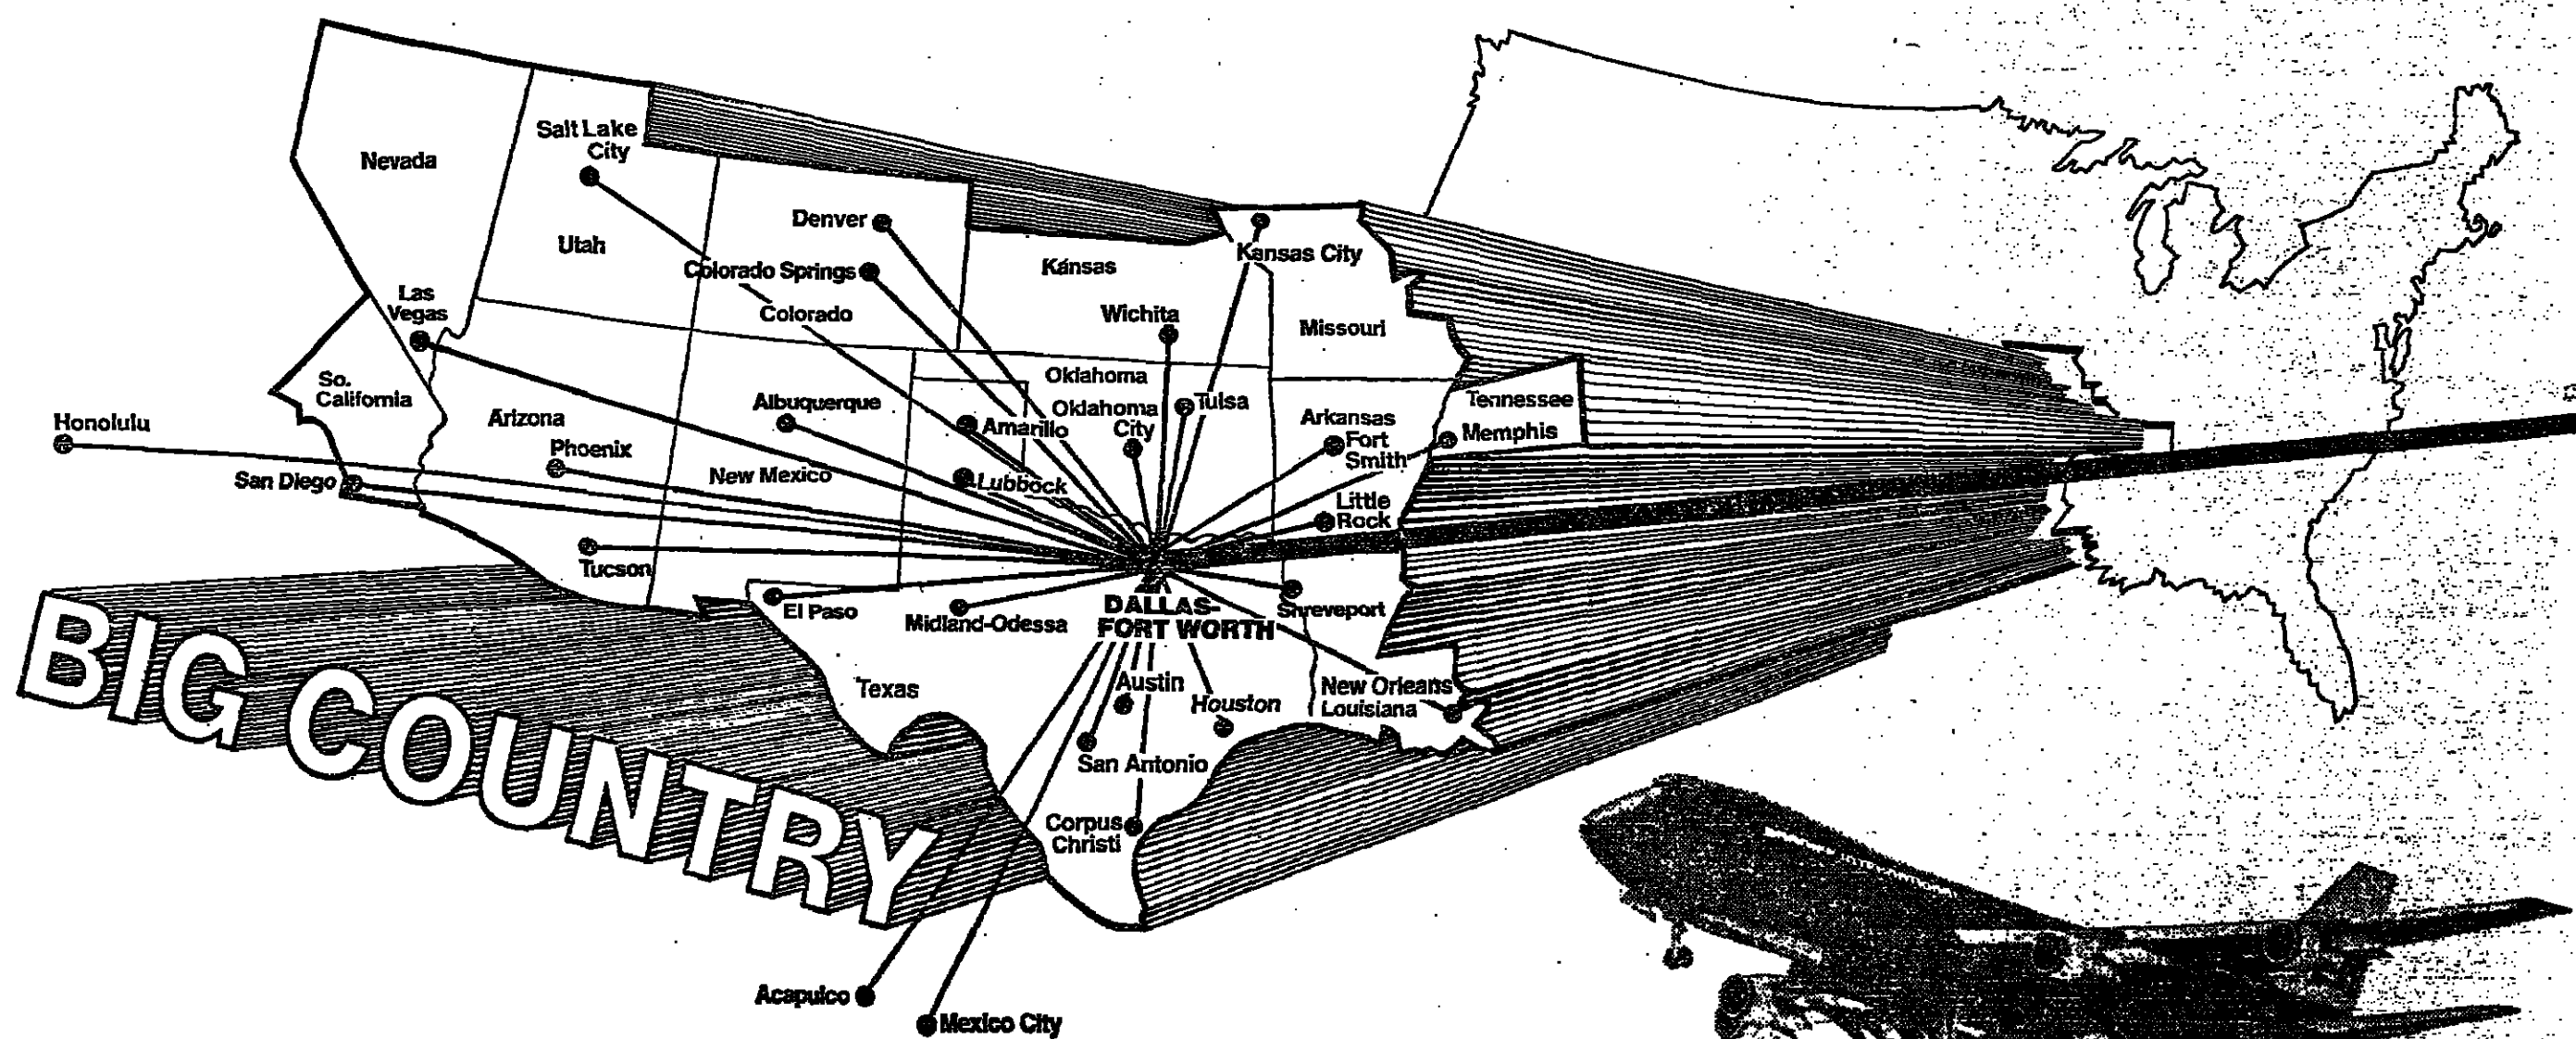 Salt Lake
City
Nevada
Denver
Utah
Colorado Springs
Kansas
Kansas City
Las
Vegas
Colorado
Wichita
Missouri
So.
California
Oklahoma
Honolulu
Arizona
Albuquerque
Amarillo
Oklahoma
City
Tulsa
Arkansas
Tennessee
Fort
Smith
Memphis
Phoenix
San Diego
New Mexico
Lubbock
Little
Rock
Tucson
El Paso
Midland-Odessa
DALLAS-
FORT WORTH
Shreveport
BIG COUNTRY
Texas
Austin
Houston
New Orleans
Louisiana
San Antonio
Corpus
Christi
Acapulco
Mexico City